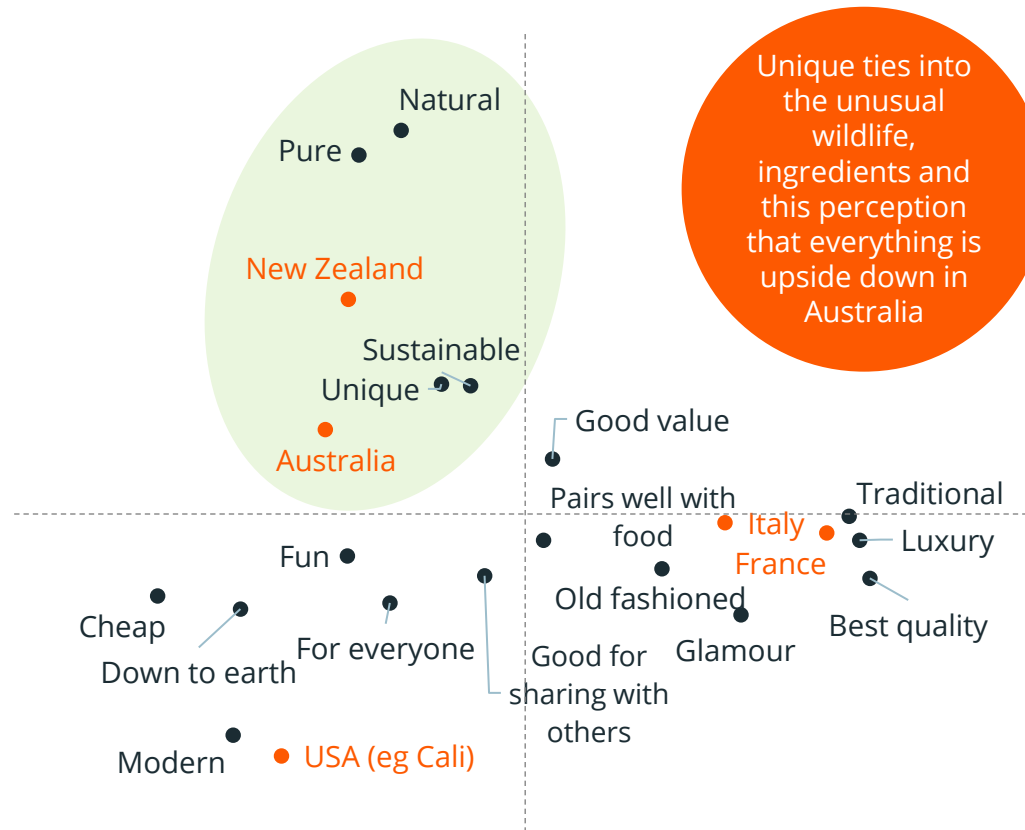 Unique ties into
the unusual
wildlife,
ingredients and
this perception
that everything is
upside down in
Australia
Natural
Pure
New Zealand
Sustainable
Unique
Australia
Good value
Pairs well with
food
Italy
Traditional
Luxury
France
Fun
Old fashioned
Best quality
Cheap
Down to earth
For everyone
Good for
sharing with
others
Glamour
Modern
USA (eg Cali)